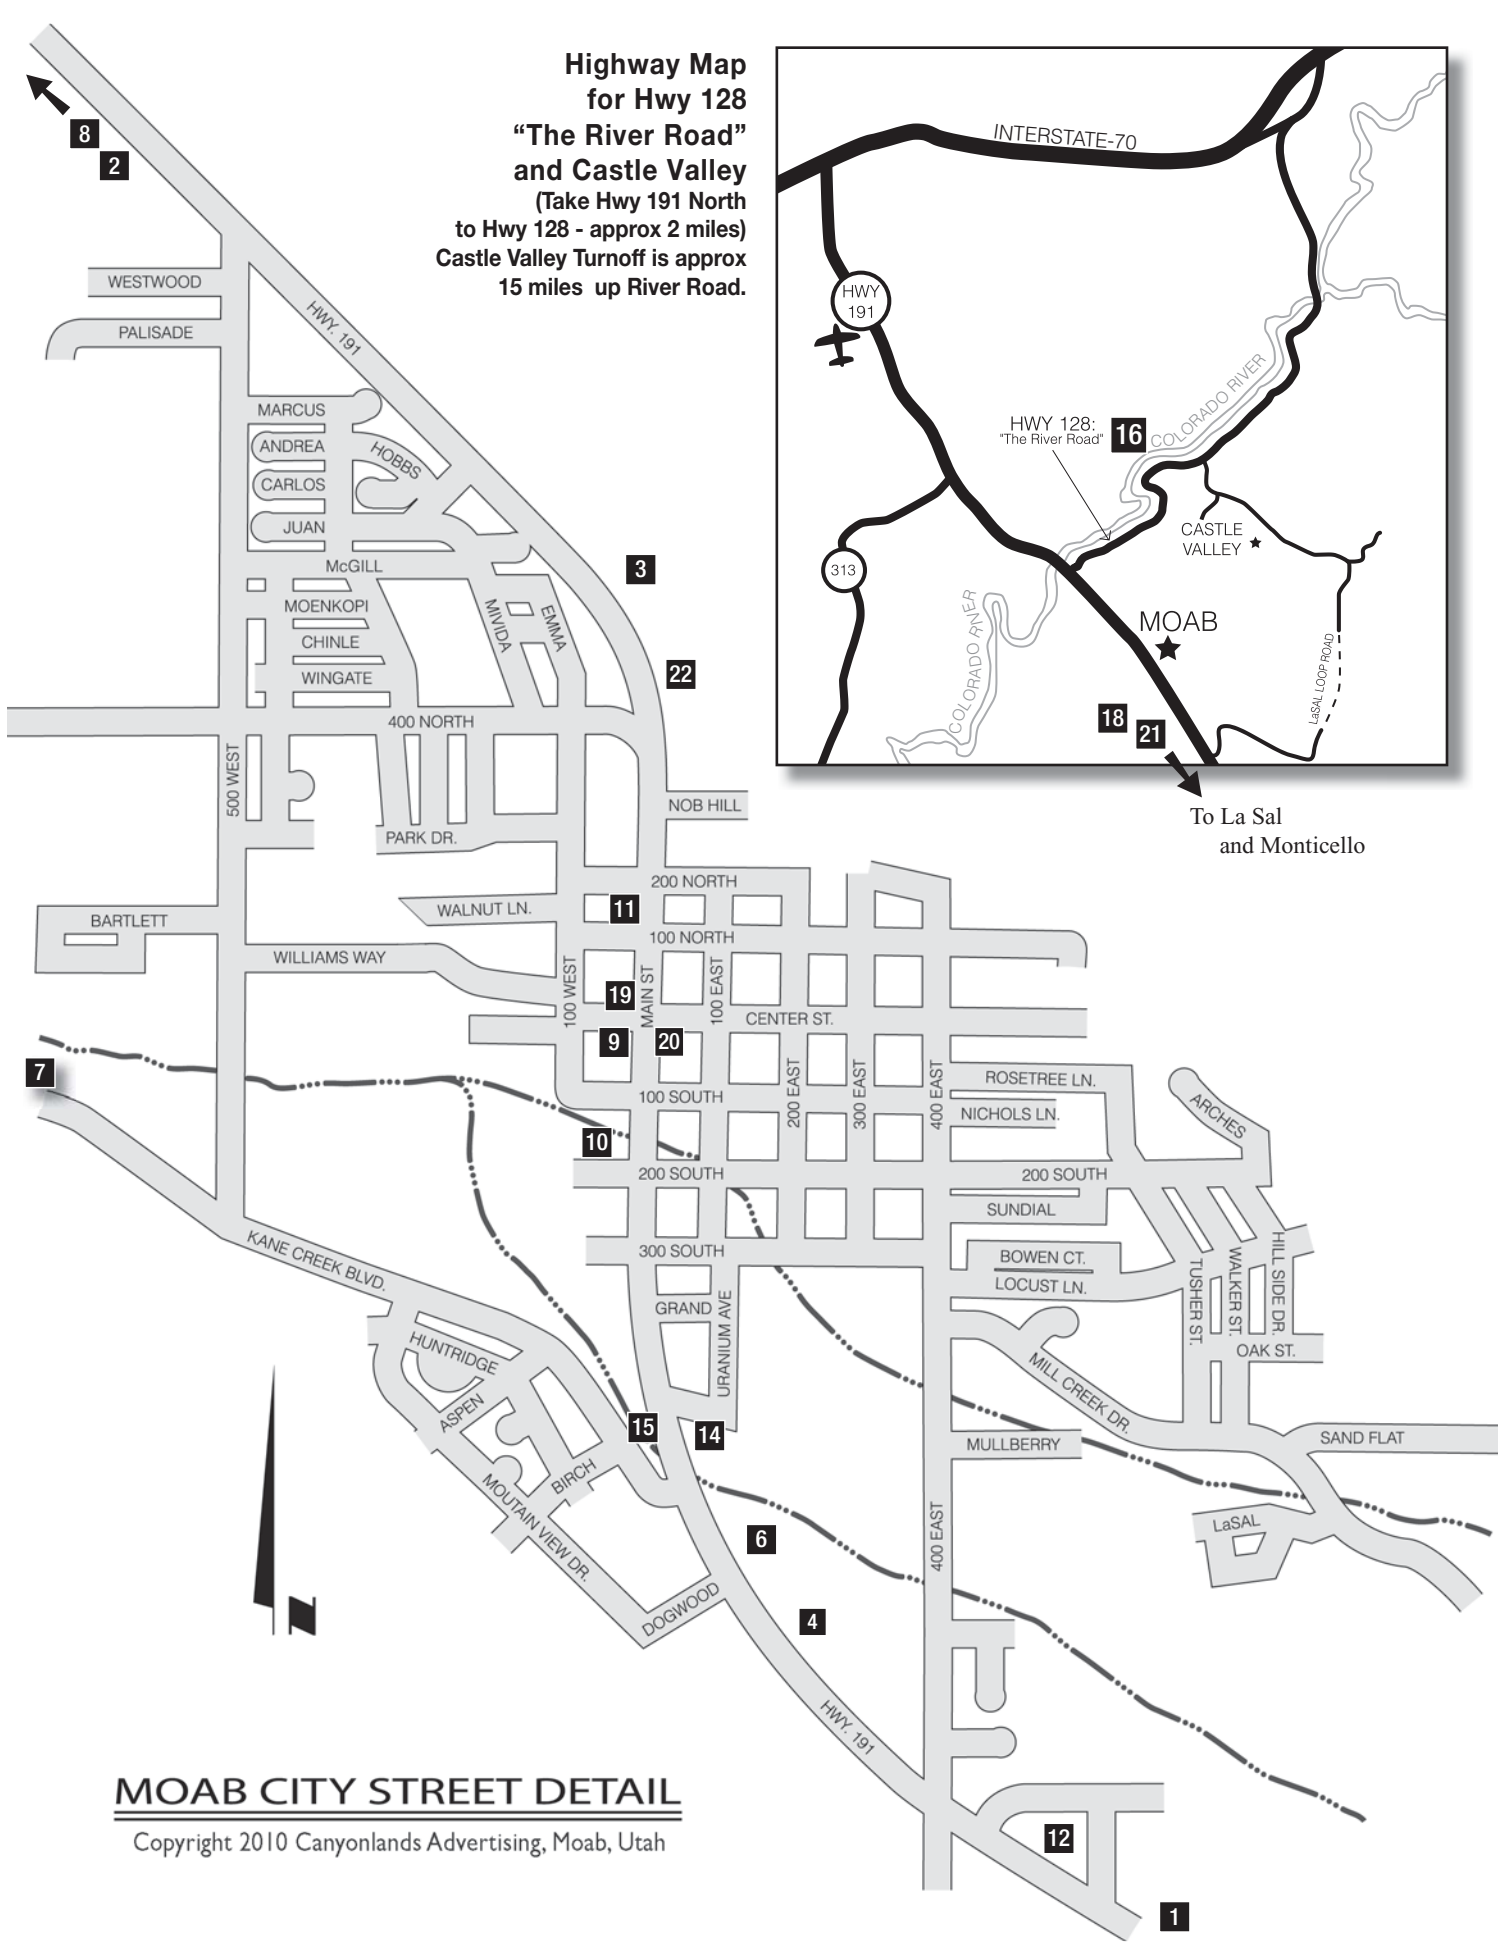 Highway Map
for Hwy 128
“The River Road”
and Castle Valley
(Take Hwy 191 North
to Hwy 128 - approx 2 miles)
Castle Valley Turnoff is approx
15 miles up River Road.
INTERSTATE-70
HWY
191
COLORADO RIVER
HWY 128:
"The River Road"
16
CASTLE
VALLEY
313
COLORADO RIVER
MOAB
LaSAL LOOP ROAD
18
21
To La Sal
and Monticello
8
2
WESTWOOD
PALISADE
HWY. 191
MARCUS
ANDREA
HOBBS
CARLOS
JUAN
McGILL
3
MOENKOPI
MIVIDA
EMMA
CHINLE
WINGATE
22
400 NORTH
500 WEST
NOB HILL
PARK DR.
200 NORTH
WALNUT LN.
11
BARTLETT
100 NORTH
WILLIAMS WAY
100 WEST
19
MAIN ST
100 EAST
CENTER ST.
9
20
7
200 EAST
300 EAST
400 EAST
ROSETREE LN.
100 SOUTH
NICHOLS LN.
ARCHES
10
200 SOUTH
200 SOUTH
SUNDIAL
KANE CREEK BLVD.
300 SOUTH
BOWEN CT.
LOCUST LN.
TUSHER ST.
WALKER ST.
HILL SIDE DR.
GRAND
URANIUM AVE
HUNTRIDGE
OAK ST.
MILL CREEK DR.
ASPEN
15
14
MULLBERRY
SAND FLAT
BIRCH
MOUTAIN VIEW DR.
LaSAL
6
400 EAST
DOGWOOD
4
HWY. 191
N
MOAB CITY STREET DETAIL
Copyright 2010 Canyonlands Advertising, Moab, Utah
12
1